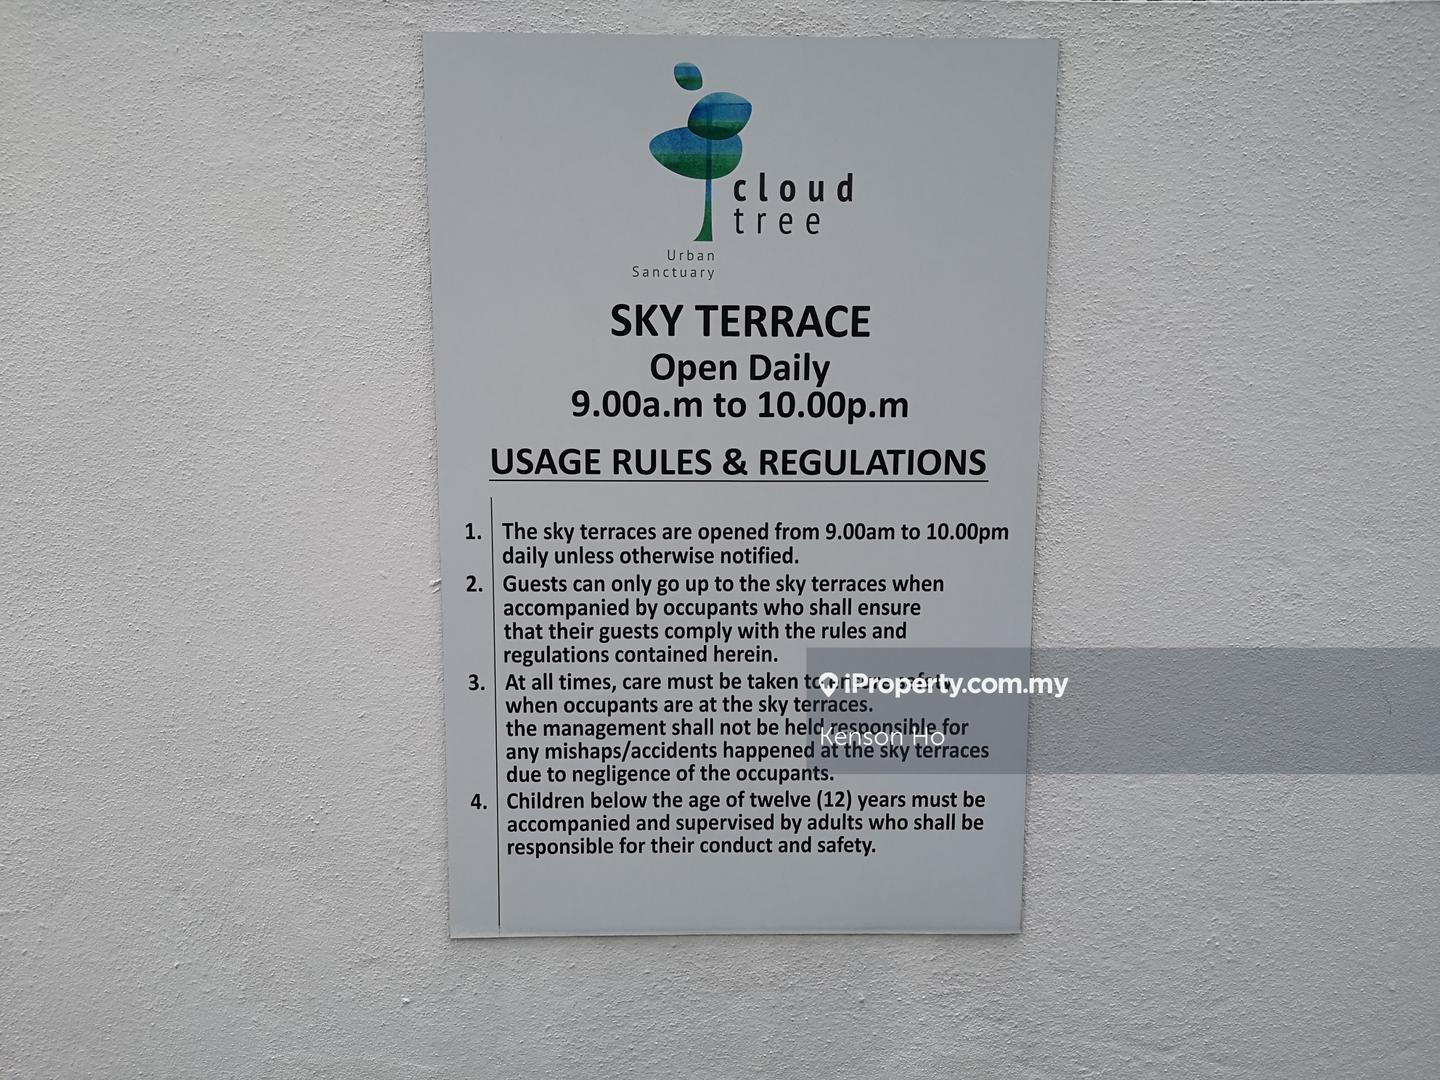 cloud
tree
Urban
Sanctuary
SKY TERRACE
Open Daily
9.00a.m to 10.00p.m
USAGE RULES & REGULATIONS
1. The sky terraces are opened from 9.00am to 10.00pm
daily unless otherwise notified.
2. Guests can only go up to the sky terraces when
accompanied by occupants who shall ensure
that their guests comply with the rules and
regulations contained herein.
3. At all times, care must be taken to ensure safety
when occupants are at the sky terraces.
the management shall not be held responsible for
any mishaps/accidents happened at the sky terraces
due to negligence of the occupants.
4. Children below the age of twelve (12) years must be
accompanied and supervised by adults who shall be
responsible for their conduct and safety.
iProperty.com.my
Kenson Ho